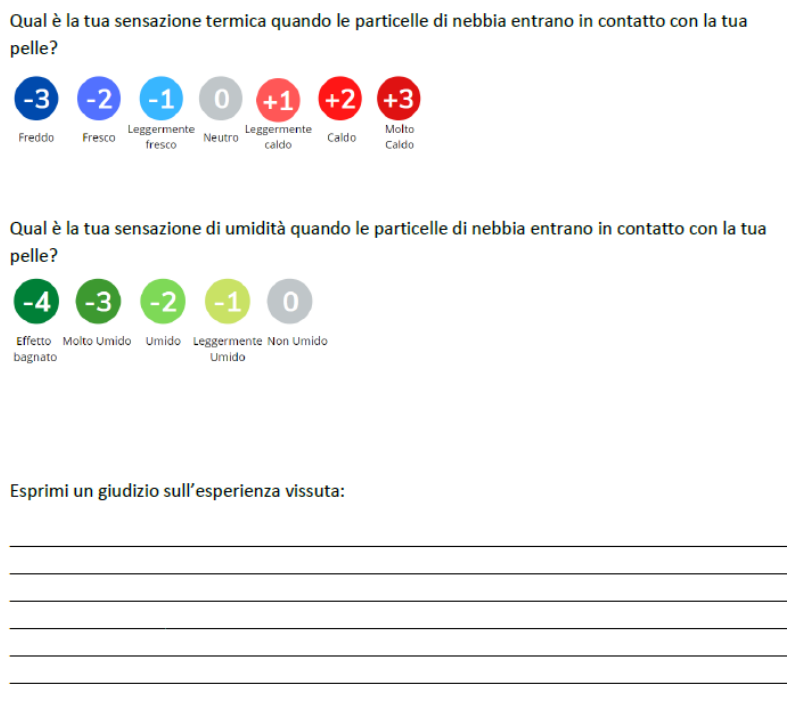 Qual è la tua sensazione termica quando le particelle di nebbia entrano in contatto con la tua
pelle?
-3 -2 -1 0 +1 +2 +3
Freddo Fresco Leggermente fresco Neutro Leggermente caldo Caldo Molto Caldo
Qual è la tua sensazione di umidità quando le particelle di nebbia entrano in contatto con la tua
pelle?
-4 -3 -2 -1 0
Effetto bagnato Molto Umido Umido Leggermente Umido Non Umido
Esprimi un giudizio sull’esperienza vissuta: